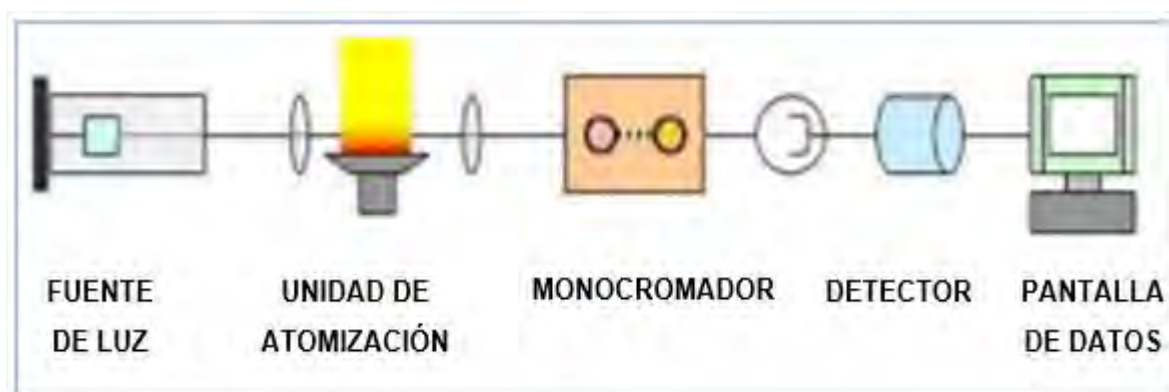 FUENTE
DE LUZ
UNIDAD DE
ATOMIZACIÓN
MONOCROMADOR
DETECTOR
PANTALLA
DE DATOS